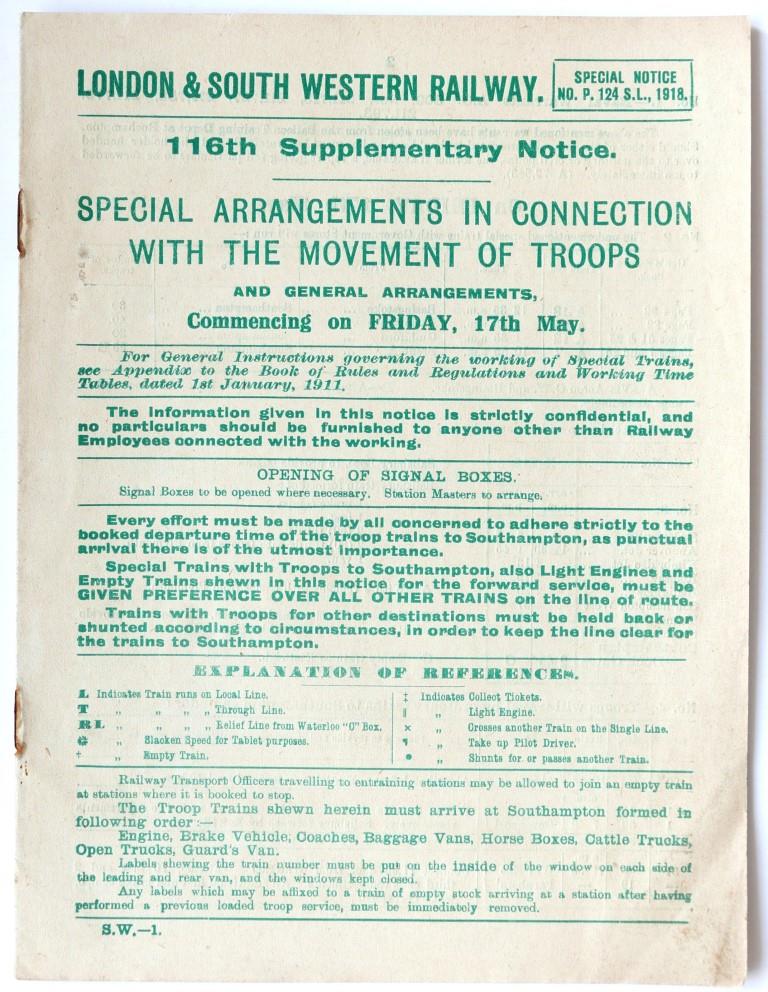 LONDON & SOUTH WESTERN RAILWAY.
SPECIAL NOTICE
NO. P. 124 S.L., 1918.
116th Supplementary Notice.
SPECIAL ARRANGEMENTS IN CONNECTION
WITH THE MOVEMENT OF TROOPS
AND GENERAL ARRANGEMENTS,
Commencing on FRIDAY, 17th May.
For General Instructions governing the working of Special Trains,
see Appendix to the Book of Rules and Regulations and Working Time
Tables, dated 1st January, 1911.
The information given in this notice is strictly confidential, and
no particulars should be furnished to anyone other than Railway
Employees connected with the working.
OPENING OF SIGNAL BOXES.
Signal Boxes to be opened where necessary. Station Masters to arrange.
Every effort must be made by all concerned to adhere strictly to the
booked departure time of the troop trains to Southampton, as punctual
arrival there is of the utmost importance.
Special Trains with Troops to Southampton, also Light Engines and
Empty Trains shewn in this notice for the forward service, must be
GIVEN PREFERENCE OVER ALL OTHER TRAINS on the line of route.
Trains with Troops for other destinations must be held back or
shunted according to circumstances, in order to keep the line clear for
the trains to Southampton.
EXPLANATION OF REFERENCES.
L Indicates Train runs on Local Line.
T „ „ „ „ Through Line.
RL „ „ „ „ Relief Line from Waterloo "C" Box.
„ Slacken Speed for Tablet purposes.
† „ Empty Train.
‡ Indicates Collect Tickets.
‖ „ Light Engine.
x „ Crosses another Train on the Single Line.
¶ „ Take up Pilot Driver.
„ Shunts for or passes another Train.
Railway Transport Officers travelling to entraining stations may be allowed to join an empty train
at stations where it is booked to stop.
The Troop Trains shewn herein must arrive at Southampton formed in
following order:—
Engine, Brake Vehicle, Coaches, Baggage Vans, Horse Boxes, Cattle Trucks,
Open Trucks, Guard's Van.
Labels shewing the train number must be put on the inside of the window on each side of
the leading and rear van, and the windows kept closed.
Any labels which may be affixed to a train of empty stock arriving at a station after having
performed a previous loaded troop service, must be immediately removed.
S.W.—1.